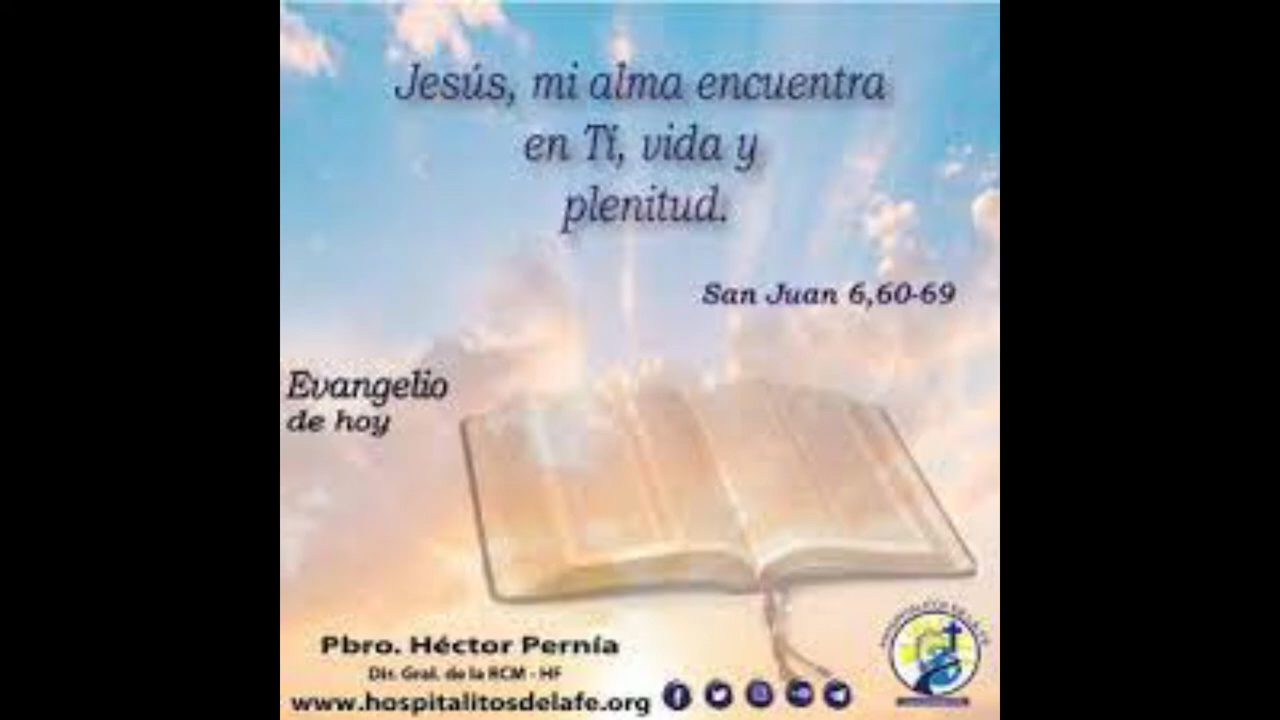 Jesús, mi alma encuentra
en Tí, vida y
plenitud.
San Juan 6,60-69
Evangelio
de hoy
Pbro. Héctor Pernía
Dir. Gral. de la RCM - HF
www.hospitalitosdelafe.org